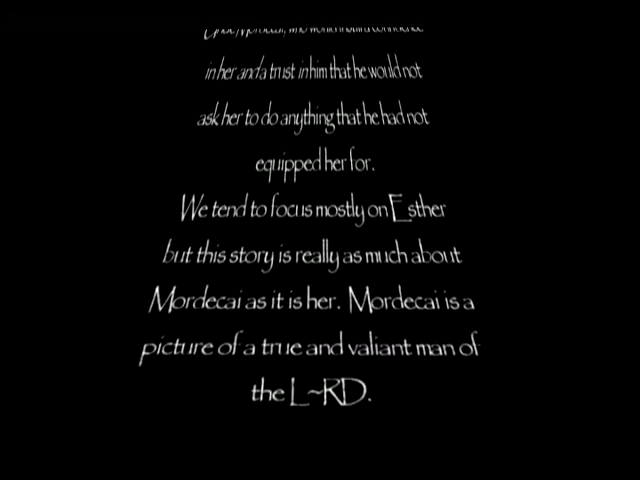 in her and a trust in him that he would not
ask her to do anything that he had not
equipped her for.
We tend to focus mostly on Esther
but this story is really as much about
Mordecai as it is her. Mordecai is a
picture of a true and valiant man of
the L~RD.